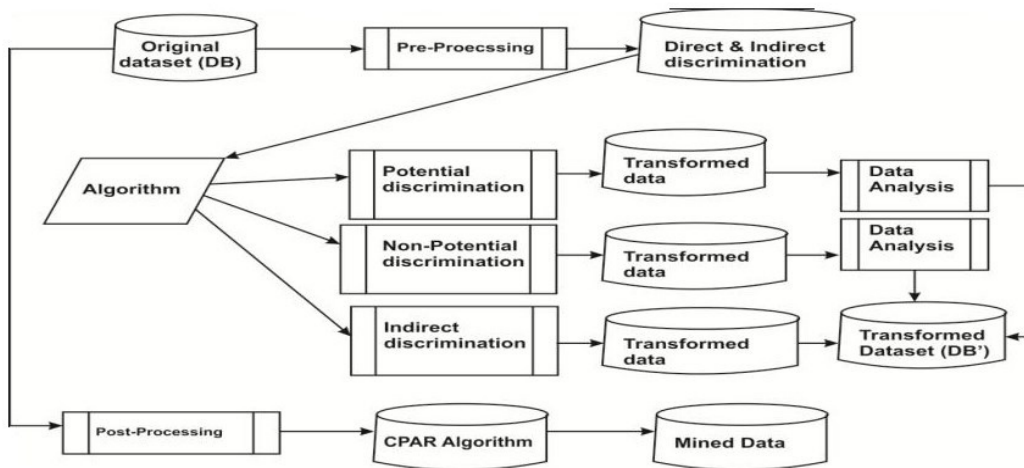 Original
dataset (DB)
Pre-Proecssing
Direct & Indirect
discrimination
Algorithm
Potential
discrimination
Transformed
data
Data
Analysis
Non-Potential
discrimination
Transformed
data
Data
Analysis
Indirect
discrimination
Transformed
data
Transformed
Dataset (DB')
Post-Processing
CPAR Algorithm
Mined Data